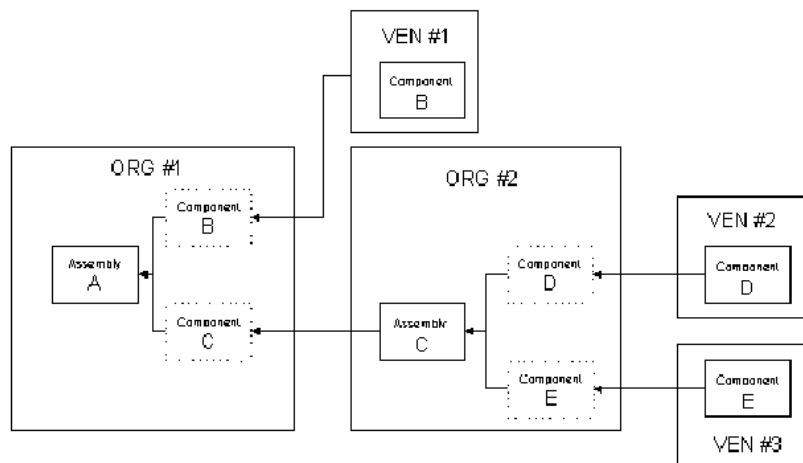 VEN #1
Component
B
ORG #1
Component
B
Assembly
A
Component
C
ORG #2
Component
D
Assembly
C
Component
E
VEN #2
Component
D
Component
E
VEN #3